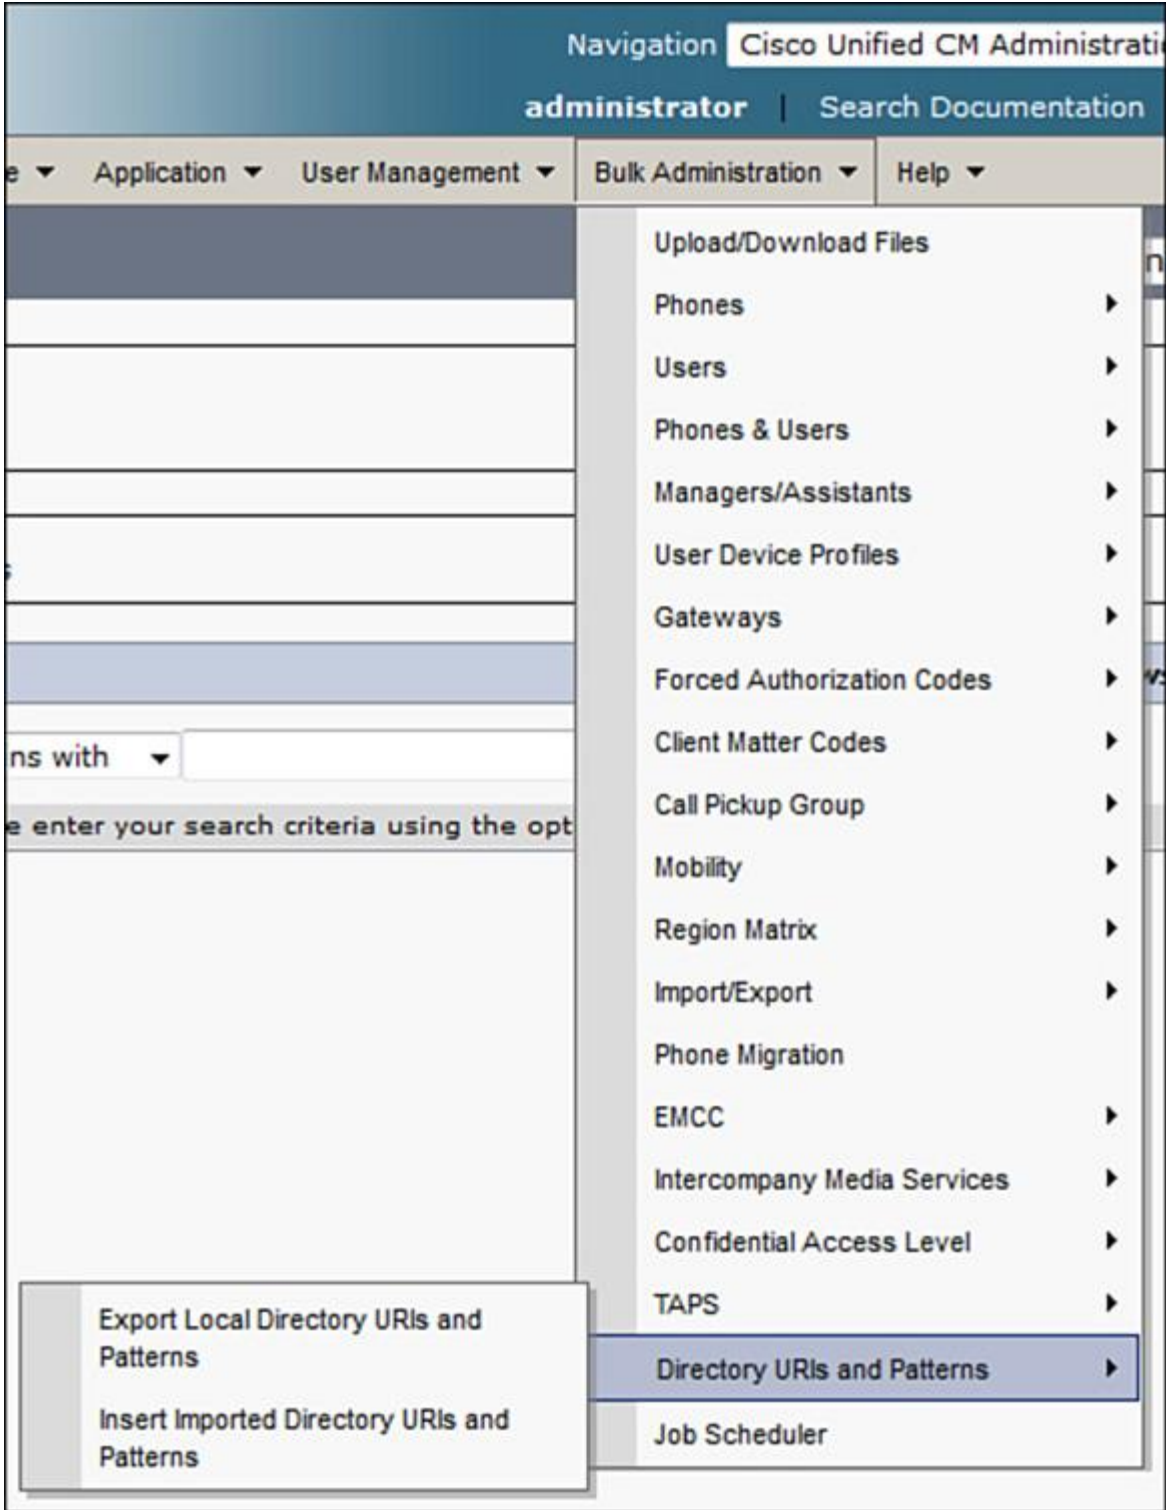 Navigation Cisco Unified CM
administrator | Search Documentation
Application User Management Bulk Administration Help
Upload/Download Files
Phones
Users
Phones & Users
Managers/Assistants
User Device Profiles
Gateways
Forced Authorization Codes
ns with Client Matter Codes
e enter your search criteria using the opt Call Pickup Group
Mobility
Region Matrix
Import/Export
Phone Migration
EMCC
Intercompany Media Services
Confidential Access Level
TAPS
Directory URIs and Patterns
Job Scheduler
Export Local Directory URIs and
Patterns
Insert Imported Directory URIs and
Patterns